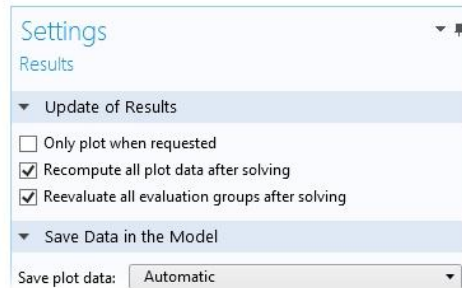 Settings
Results
Update of Results
Only plot when requested
Recompute all plot data after solving
Reevaluate all evaluation groups after solving
Save Data in the Model
Save plot data: Automatic